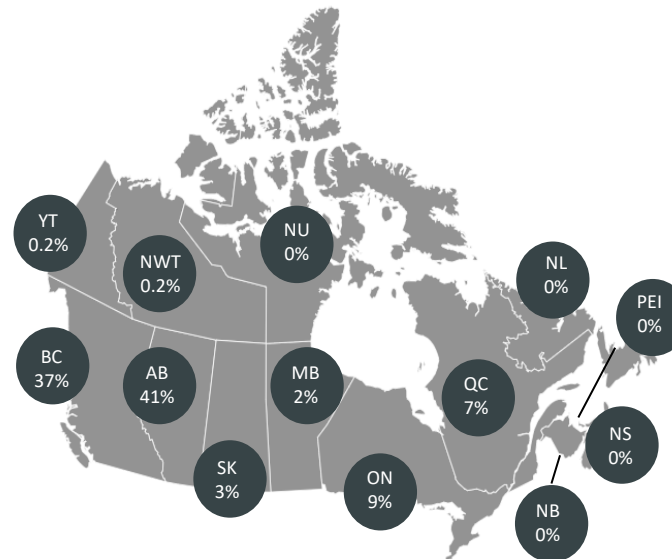 YT
0.2%
NWT
0.2%
NU
0%
NL
0%
PEI
0%
BC
37%
AB
41%
MB
2%
QC
7%
NS
0%
SK
3%
ON
9%
NB
0%